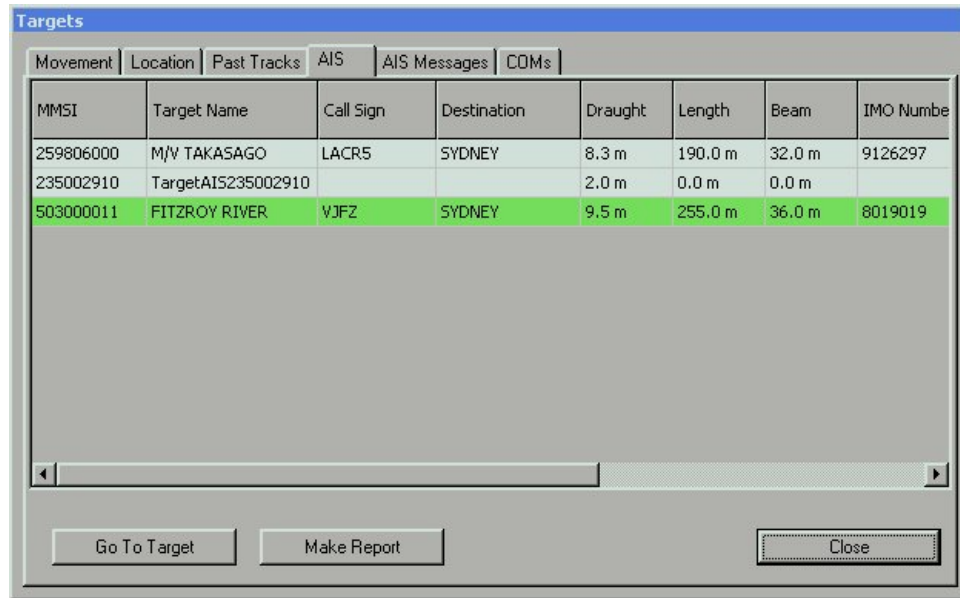 Targets
Movement Location Past Tracks AIS AIS Messages COMs
MMSI Target Name Call Sign Destination Draught Length Beam IMO Numbe
259806000 M/V TAKASAGO LACR5 SYDNEY 8.3 m 190.0 m 32.0 m 9126297
235002910 TargetAIS235002910 2.0 m 0.0 m 0.0 m
503000011 FITZROY RIVER VJFZ SYDNEY 9.5 m 255.0 m 36.0 m 8019019
Go To Target Make Report Close